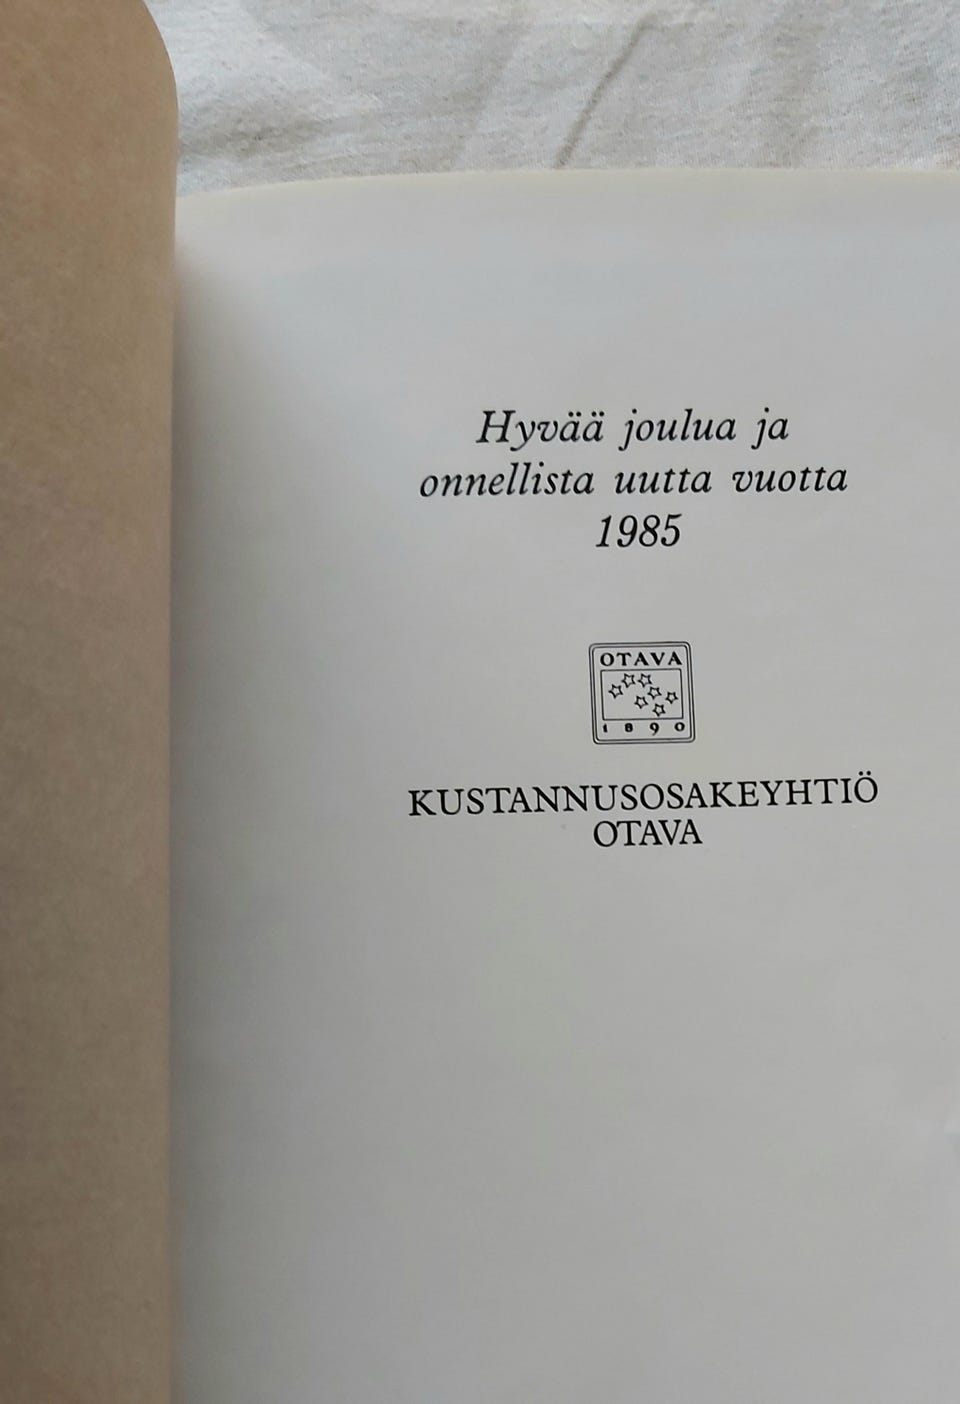 Hyvää joulua ja
onnellista uutta vuotta
1985
OTAVA
1890
KUSTANNUSOSAKEYHTIÖ
OTAVA